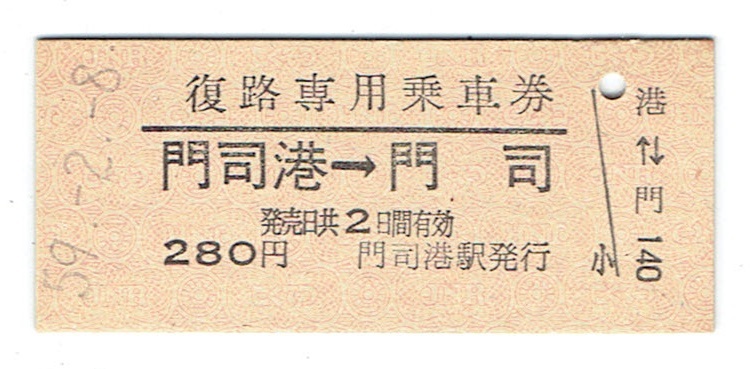 復路専用乗車券
門司港→門司
発売日共2日間有効
280円 門司港駅発行
小
港⇄門 140
59.-2.-8